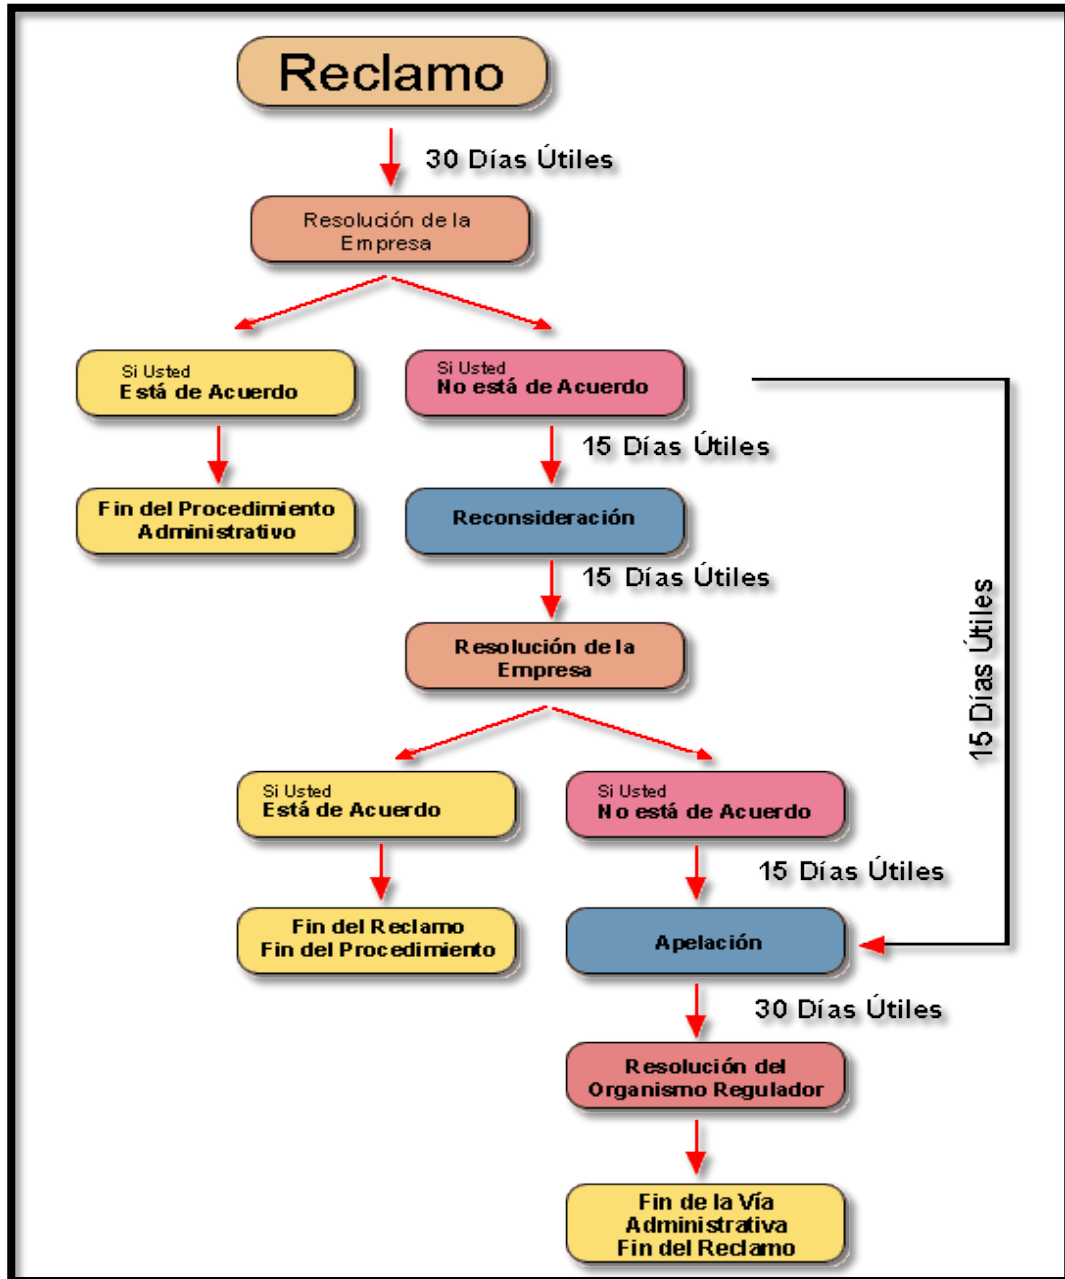 Reclamo
30 Días Útiles
Resolución de la
Empresa
Si Usted
Está de Acuerdo
Si Usted
No está de Acuerdo
15 Días Útiles
Fin del Procedimiento
Administrativo
Reconsideración
15 Días Útiles
Resolución de la
Empresa
15 Días Útiles
Si Usted
Está de Acuerdo
Si Usted
No está de Acuerdo
15 Días Útiles
Fin del Reclamo
Fin del Procedimiento
Apelación
30 Días Útiles
Resolución del
Organismo Regulador
Fin de la Vía
Administrativa
Fin del Reclamo